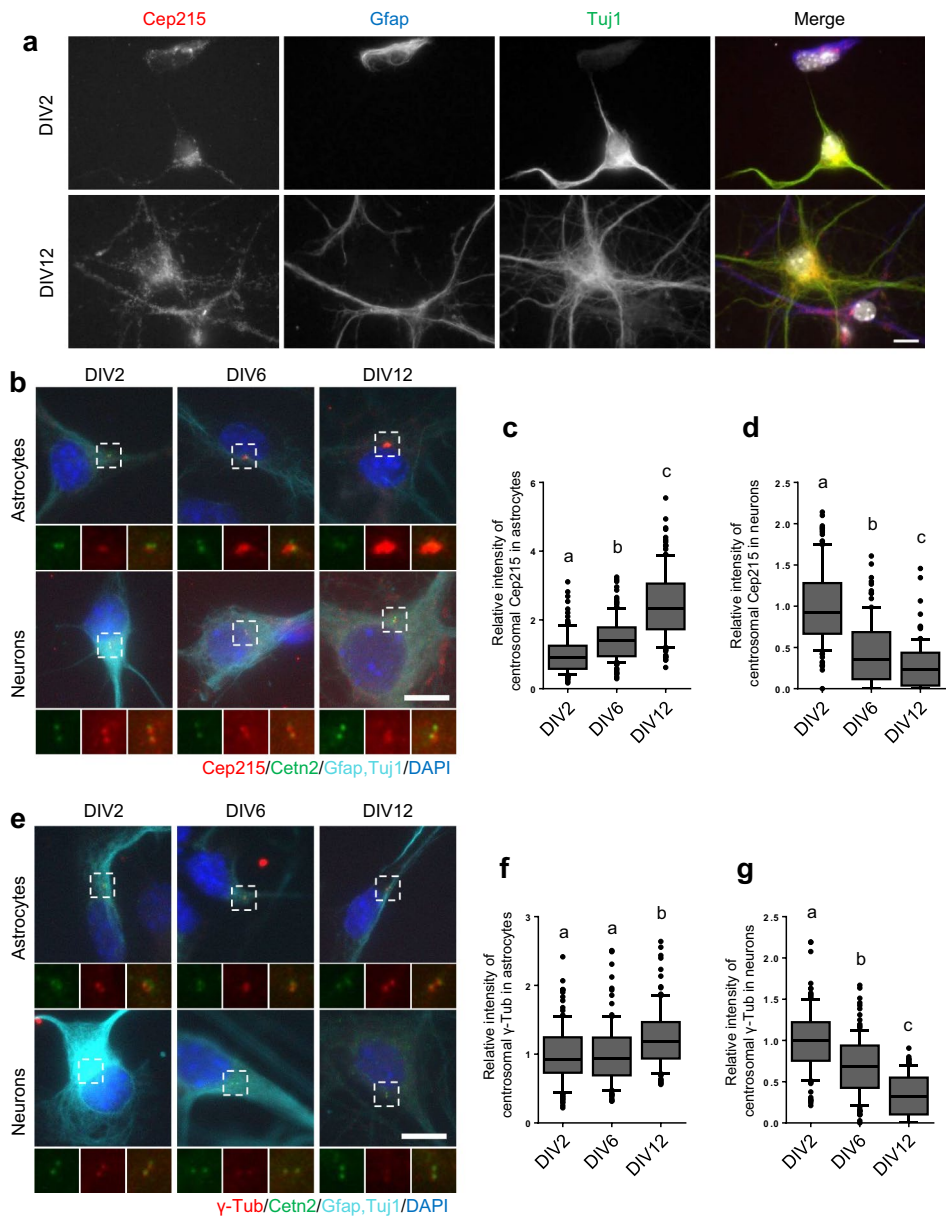 a
Cep215 Gfap Tuj1 Merge
DIV2
DIV12
b
DIV2 DIV6 DIV12
Astrocytes
Neurons
Cep215/Cetn2/Gfap,Tuj1/DAPI
c
Relative intensity of
centrosomal Cep215 in astrocytes
6
4
2
0
a b c
DIV2 DIV6 DIV12
d
Relative intensity of
centrosomal Cep215 in neurons
2.5
2.0
1.5
1.0
0.5
0.0
a b c
DIV2 DIV6 DIV12
e
DIV2 DIV6 DIV12
Astrocytes
Neurons
γ-Tub/Cetn2/Gfap,Tuj1/DAPI
f
Relative intensity of
centrosomal γ-Tub in astrocytes
3
2
1
0
a a b
DIV2 DIV6 DIV12
g
Relative intensity of
centrosomal γ-Tub in neurons
2.5
2.0
1.5
1.0
0.5
0.0
a b c
DIV2 DIV6 DIV12